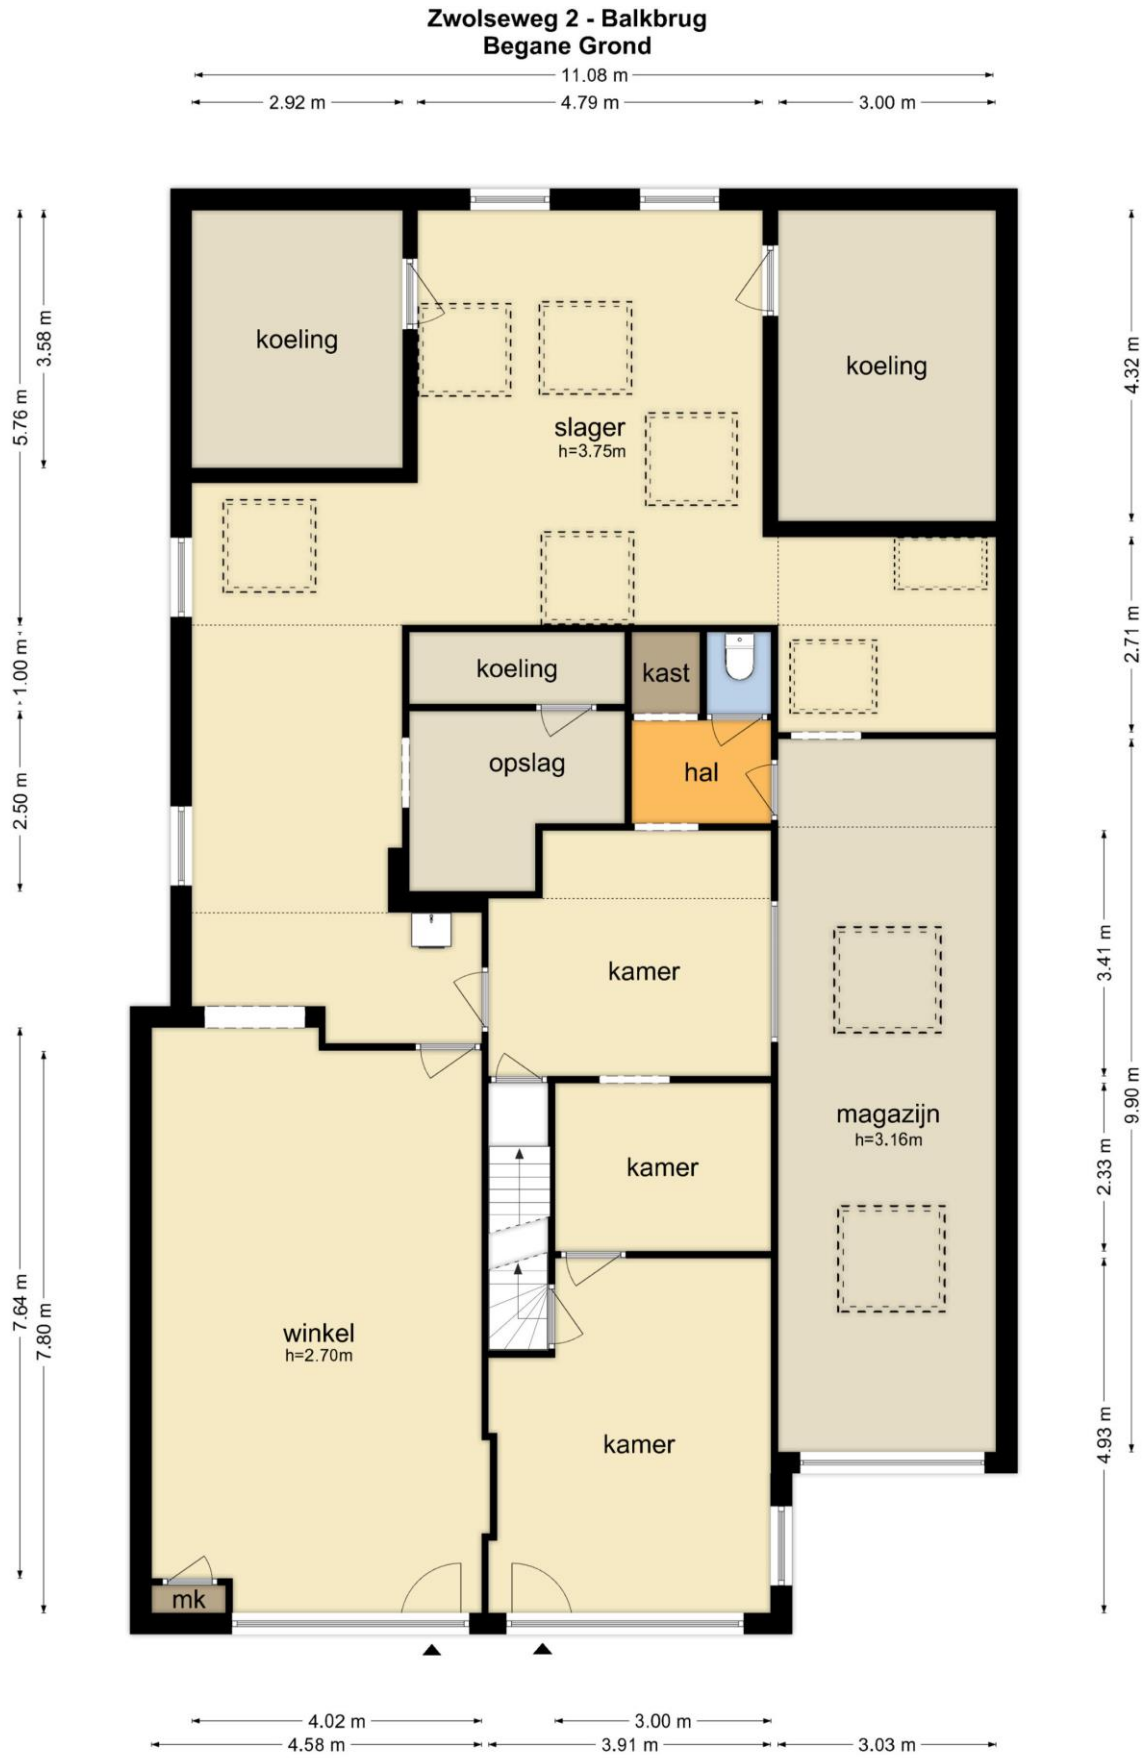 Zwolseweg 2 - Balkbrug
Begane Grond
11.08 m
2.92 m
4.79 m
3.00 m
5.76 m
3.58 m
1.00 m
2.50 m
7.64 m
7.80 m
koeling
slager
h=3.75m
koeling
koeling
kast
opslag
hal
kamer
magazijn
h=3.16m
kamer
winkel
h=2.70m
kamer
mk
4.32 m
2.71 m
3.41 m
9.90 m
2.33 m
4.93 m
4.02 m
3.00 m
4.58 m
3.91 m
3.03 m